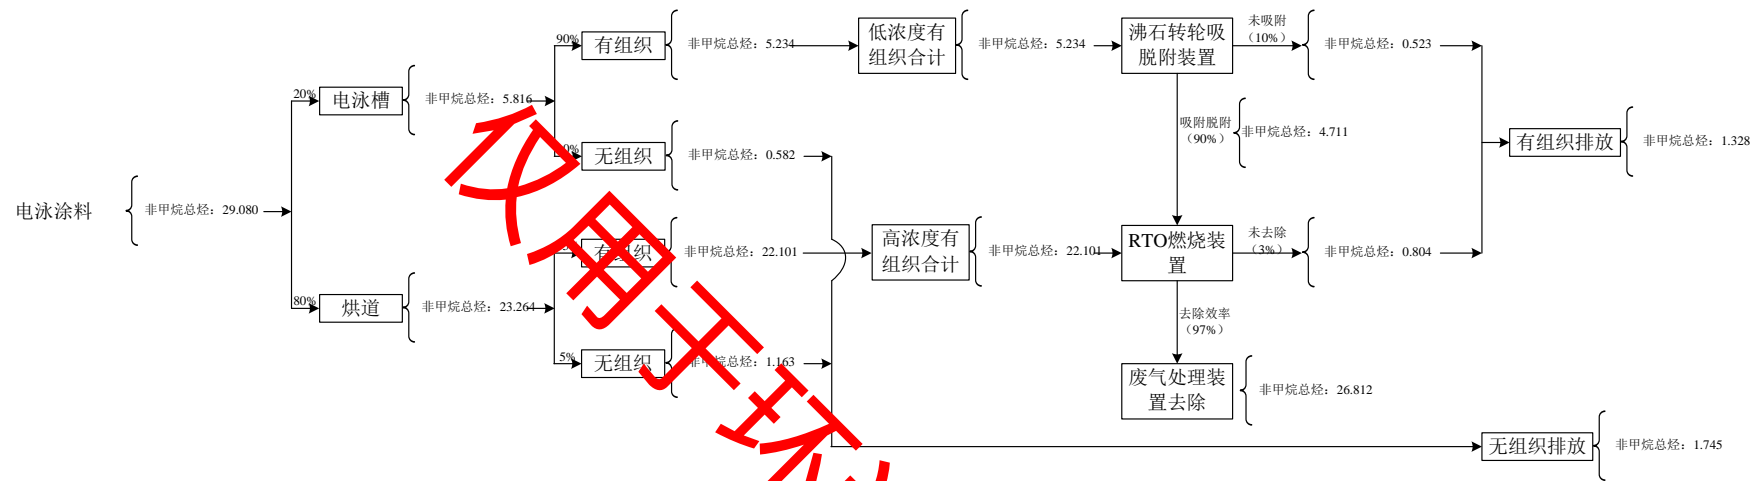 电泳涂料
非甲烷总烃：29.080
20%
电泳槽
非甲烷总烃：5.816
80%
烘道
非甲烷总烃：23.264
90%
有组织
非甲烷总烃：5.234
无组织
非甲烷总烃：0.582
有组织
非甲烷总烃：22.101
5%
无组织
非甲烷总烃：1.163
低浓度有
组织合计
非甲烷总烃：5.234
高浓度有
组织合计
非甲烷总烃：22.101
沸石转轮吸
脱附装置
未吸附
（10%）
非甲烷总烃：0.523
吸附脱附
（90%）
非甲烷总烃：4.711
RTO燃烧装
置
未去除
（3%）
非甲烷总烃：0.804
去除效率
（97%）
废气处理装
置去除
非甲烷总烃：26.812
有组织排放
非甲烷总烃：1.328
无组织排放
非甲烷总烃：1.745
仅用于环